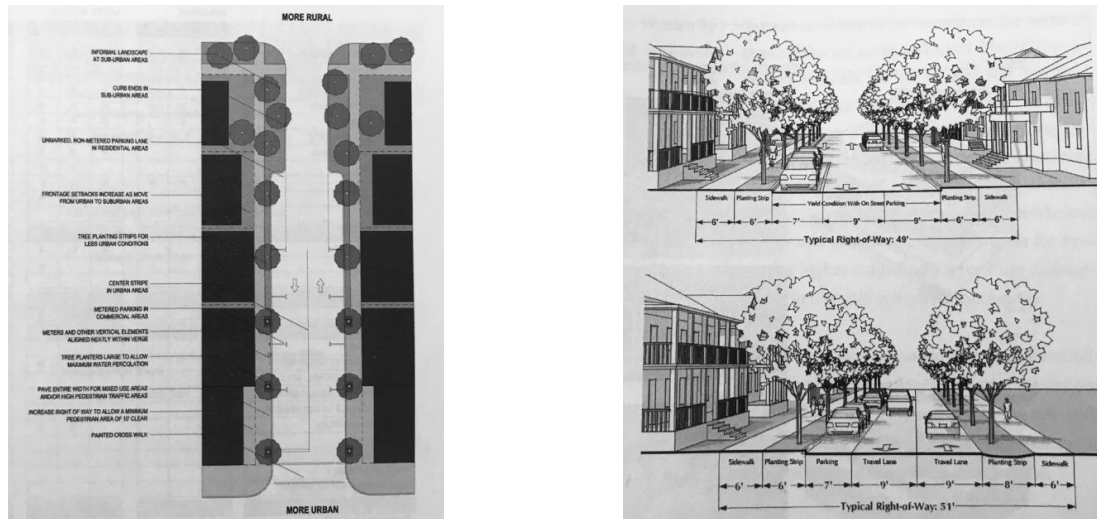 MORE RURAL
INFORMAL LANDSCAPE
AT SUB-URBAN AREAS
CURB ENDS IN
SUB-URBAN AREAS
UNMARKED, NON-METERED PARKING LANE
IN RESIDENTIAL AREAS
FRONTAGE SETBACKS INCREASE AS MOVE
FROM URBAN TO SUBURBAN AREAS
TREE PLANTING STRIPS FOR
LESS URBAN CONDITIONS
CENTER STRIPE
IN URBAN AREAS
METERED PARKING IN
COMMERCIAL AREAS
METERS AND OTHER VERTICAL ELEMENTS
ALIGNED NEATLY WITHIN VERGE
TREE PLANTERS LARGE TO ALLOW
MAXIMUM WATER PERCOLATION
PAVE ENTIRE WIDTH FOR MIXED USE AREAS
AND/OR HIGH PEDESTRIAN TRAFFIC AREAS
INCREASE RIGHT OF WAY TO ALLOW A MINIMUM
PEDESTRIAN AREA OF 10' CLEAR
PAINTED CROSS WALK
MORE URBAN
Sidewalk Planting Strip Yield Condition With On Street Parking Planting Strip Sidewalk
6' 6' 7' 9' 9' 6' 6'
Typical Right-of-Way: 49'
Sidewalk Planting Strip Parking Travel Lane Travel Lane Planting Strip Sidewalk
6' 6' 7' 9' 9' 8' 6'
Typical Right-of-Way: 51'